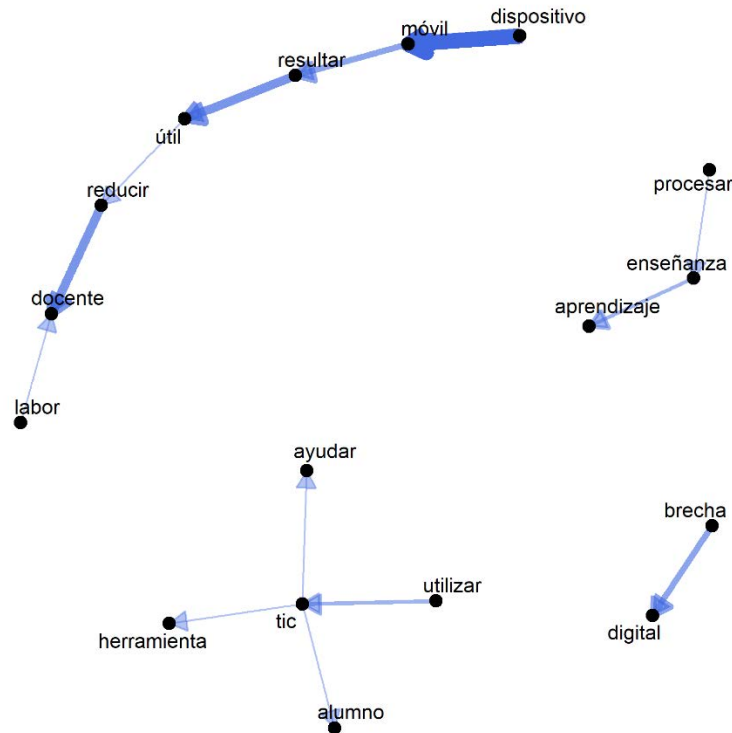 dispositivo
móvil
resultar
útil
procesar
reducir
enseñanza
docente
aprendizaje
labor
ayudar
brecha
utilizar
tic
digital
herramienta
alumno